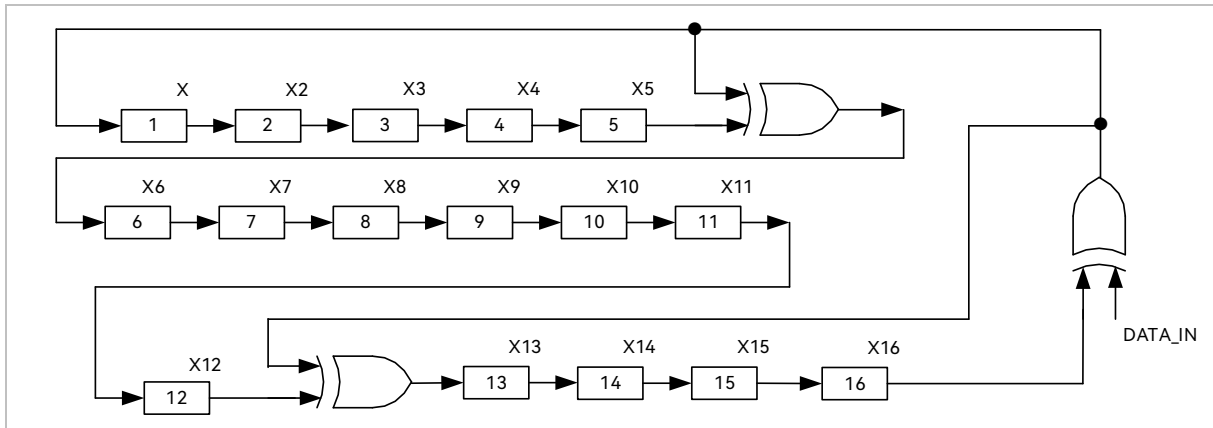 X X2 X3 X4 X5
1 2 3 4 5
X6 X7 X8 X9 X10 X11
6 7 8 9 10 11
DATA_IN
X12 X13 X14 X15 X16
12 13 14 15 16